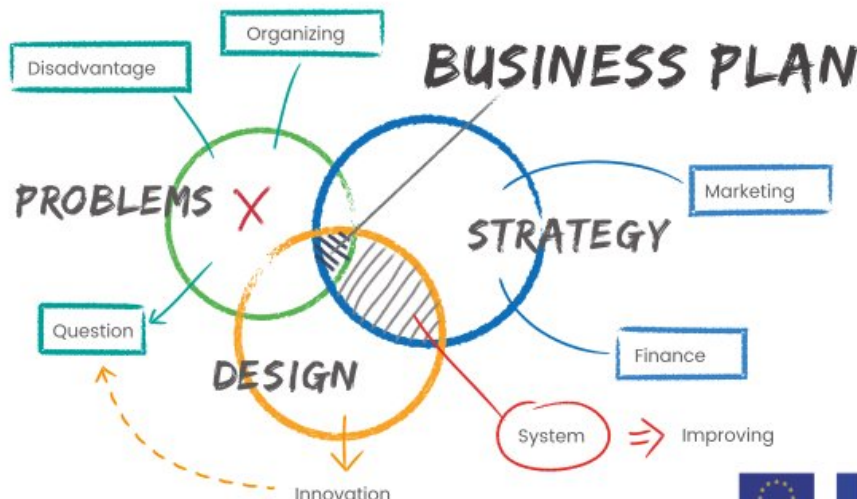 Organizing
Disadvantage
BUSINESS PLAN
PROBLEMS
Marketing
STRATEGY
Question
Finance
DESIGN
System
Improving
Innovation